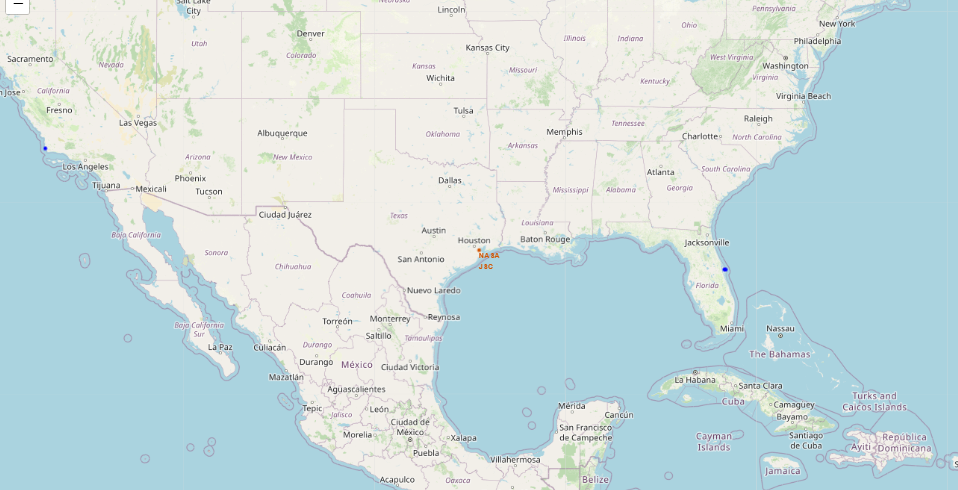 −
Salt Lake
City
Nebraska
Lincoln
Pennsylvania
New York
Sacramento
Nevada
Utah
Denver
Colorado
Kansas City
Illinois
Indiana
Ohio
Philadelphia
n Jose
California
Kansas
Wichita
Missouri
West Virginia
Washington
Virginia
Kentucky
Virginia Beach
Fresno
Las Vegas
Tulsa
Tennessee
Raleigh
Albuquerque
Oklahoma
Memphis
Charlotte
North Carolina
Arkansas
Los Angeles
Arizona
New Mexico
Phoenix
Dallas
Atlanta
South Carolina
Tijuana
Mexicali
Tucson
Mississippi
Alabama
Georgia
Ciudad Juárez
Texas
Louisiana
Baja California
Austin
Houston
Baton Rouge
Jacksonville
Sonora
San Antonio
NASA
JSC
Chihuahua
Florida
Coahuila
Nuevo Laredo
Torreón
Monterrey
Reynosa
Miami
Nassau
Baja California
Sur
Saltillo
Tamaulipas
La Paz
Culiacán
Durango
The Bahamas
Durango
México
Ciudad Victoria
Mazatlán
La Habana
Santa Clara
Aguascalientes
Cuba
Turks and
Caicos Islands
Tepic
León
Mérida
Cancún
Camaguey
Jalisco
Ciudad de
México
San Francisco
de Campeche
Bayamo
Morelia
Xalapa
Cayman
Islands
Santiago
de Cuba
República
Dominicana
Ayiti
Puebla
Villahermosa
Acapulco
Oaxaca
Belize
Jamaica